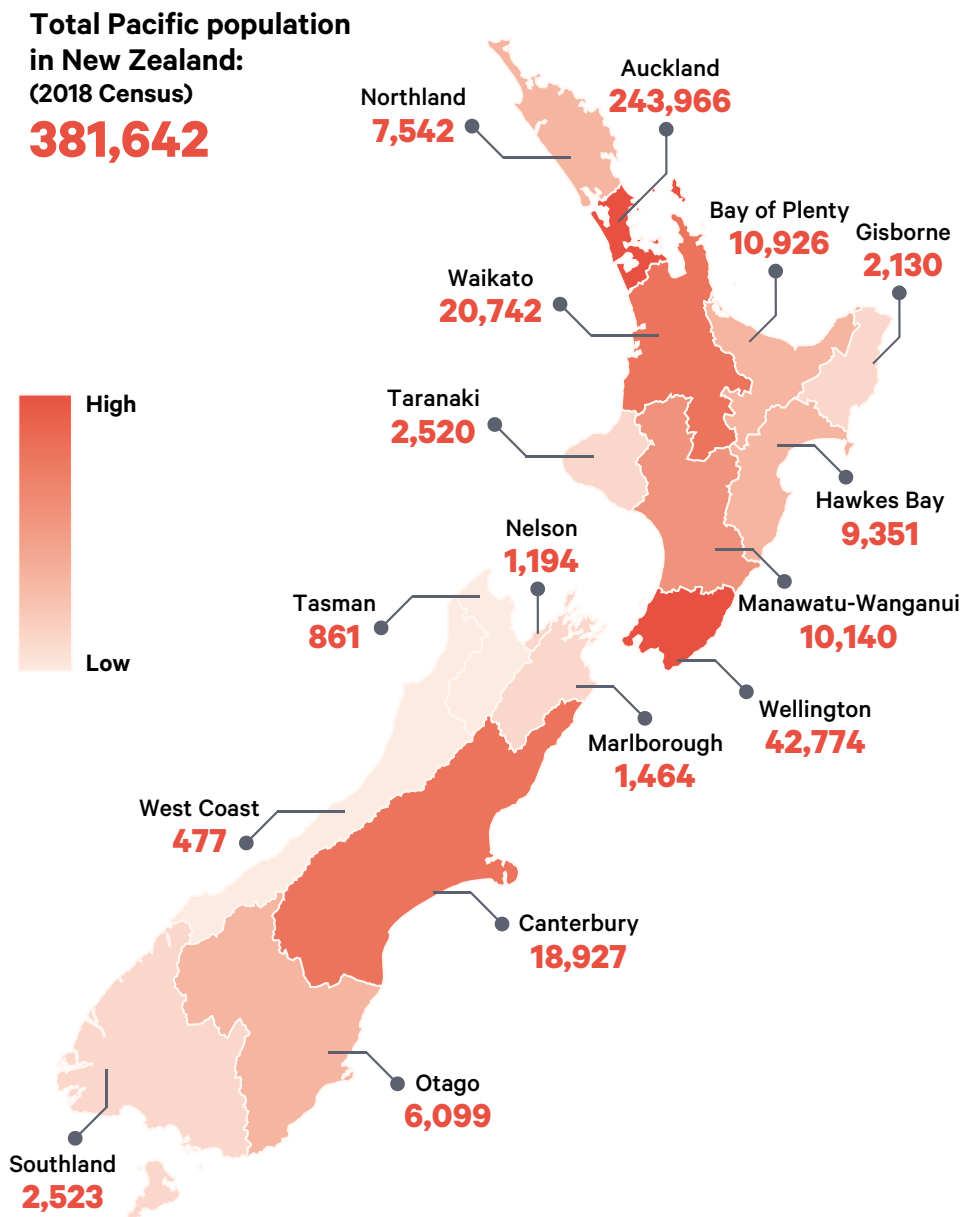 Total Pacific population
in New Zealand:
(2018 Census)
381,642
Northland
7,542
Auckland
243,966
Bay of Plenty
10,926
Gisborne
2,130
Waikato
20,742
Taranaki
2,520
High
Low
Hawkes Bay
9,351
Nelson
1,194
Tasman
861
Manawatu-Wanganui
10,140
Wellington
42,774
Marlborough
1,464
West Coast
477
Canterbury
18,927
Otago
6,099
Southland
2,523